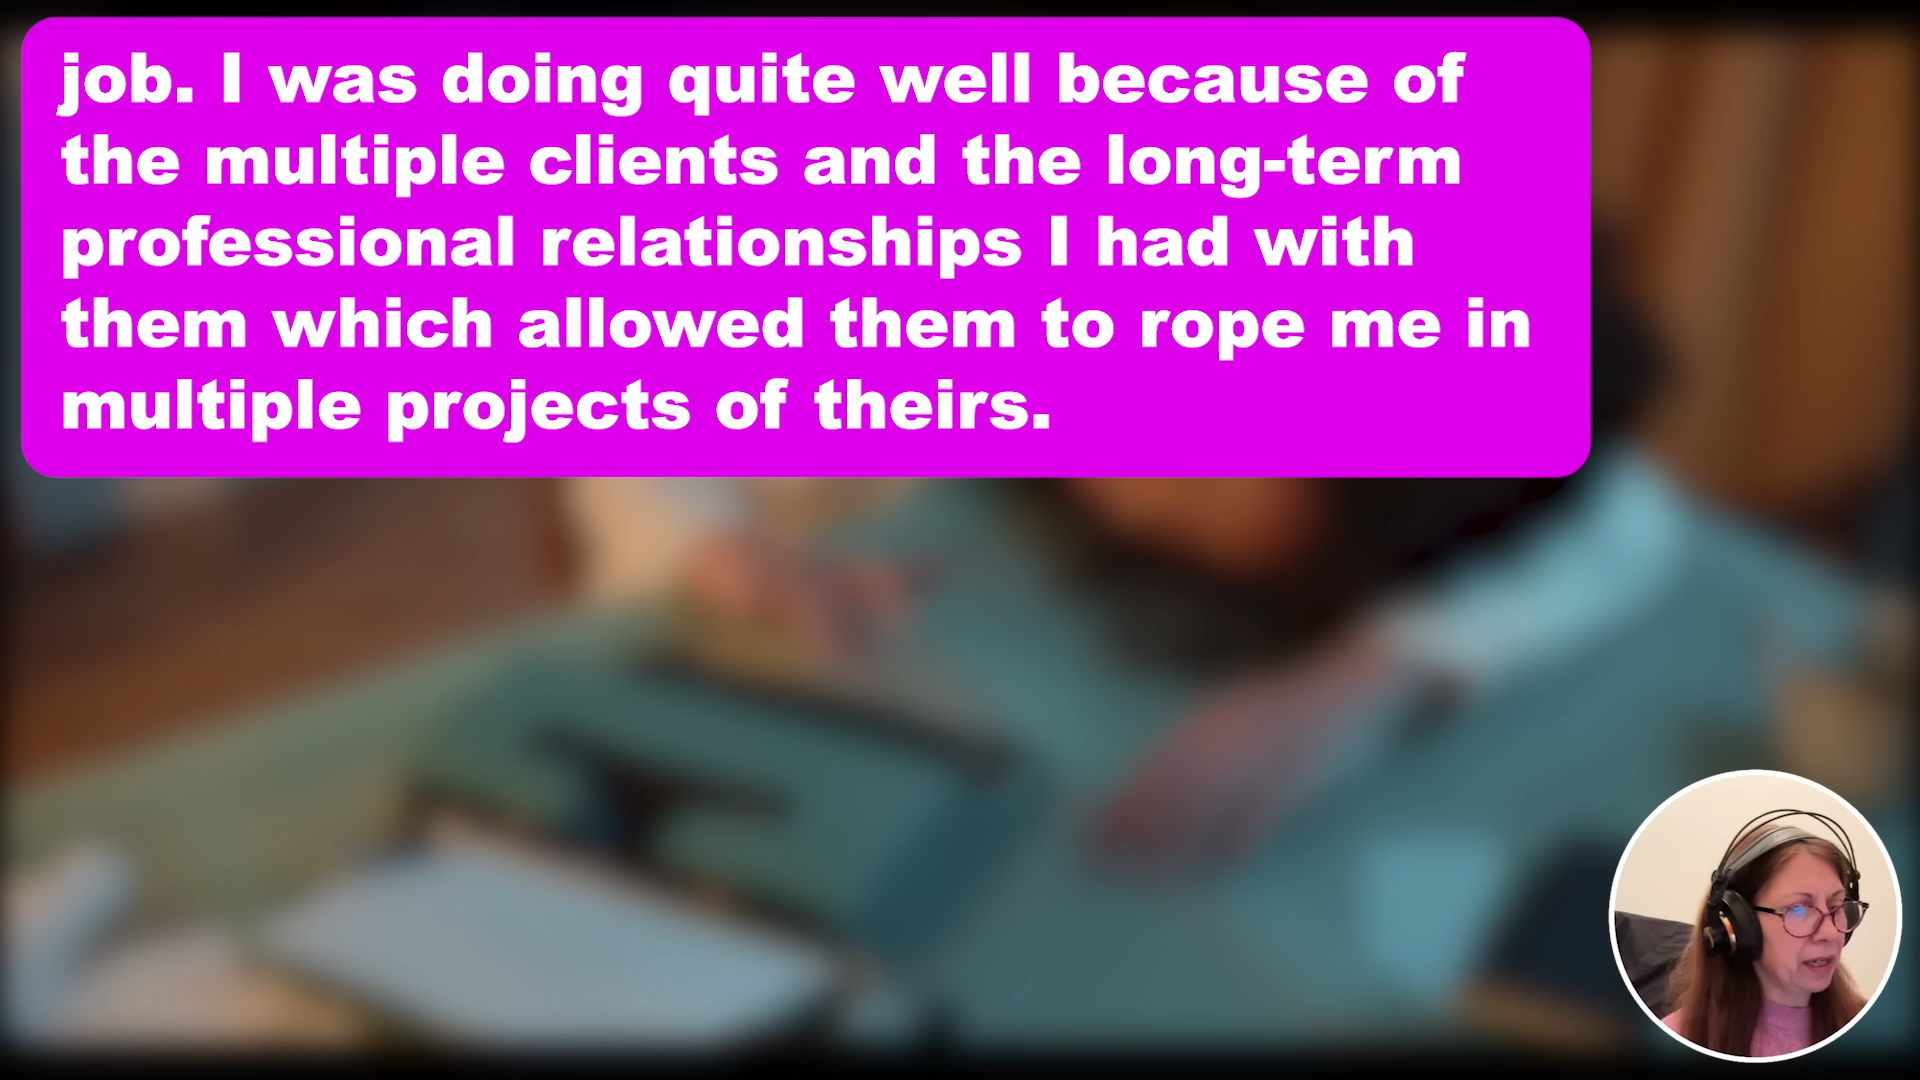 job. I was doing quite well because of
the multiple clients and the long-term
professional relationships I had with
them which allowed them to rope me in
multiple projects of theirs.